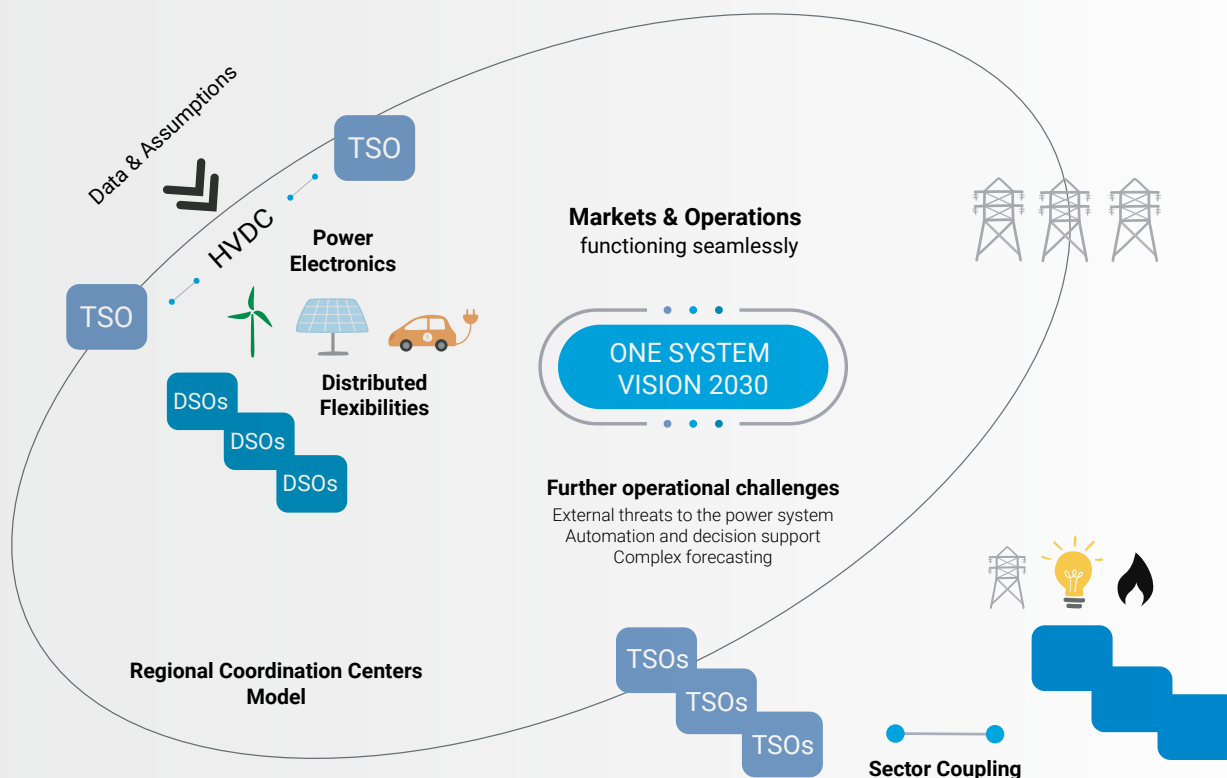 Data & Assumptions
TSO
HVDC
TSO
Power
Electronics
Distributed
Flexibilities
DSOs
DSOs
DSOs
Markets & Operations
functioning seamlessly
ONE SYSTEM
VISION 2030
Further operational challenges
External threats to the power system
Automation and decision support
Complex forecasting
Regional Coordination Centers
Model
TSOs
TSOs
TSOs
Sector Coupling